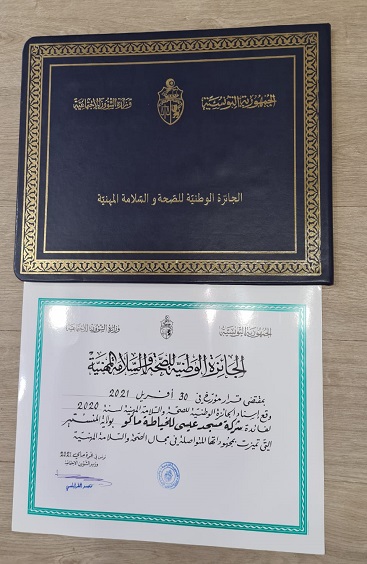 الجمهورية التونسية
وزارة الشؤون الاجتماعية
الجائزة الوطنية للصحة و السلامة المهنية
الجمهورية التونسية
وزارة الشؤون الاجتماعية
الجائزة الوطنية للصحة والسلامة المهنية
بمقتضى قرار مؤرخ في 30 أفريل 2021
وقع إسناد الجائزة الوطنية للصحة والسلامة المهنية لسنة 2020
لفائدة شركة مسجد عيسى للخياطة ماكو بولاية المنستير
التي تميزت بمجهوداتها المتواصلة في مجال الصحة والسلامة المهنية
وزير الشؤون الاجتماعية